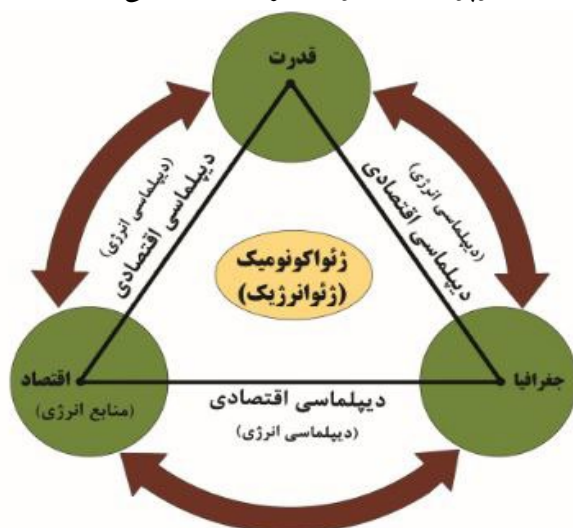 قدرت
دیپلماسی اقتصادی
(دیپلماسی انرژی)
(دیپلماسی انرژی)
دیپلماسی اقتصادی
ژئواکونومیک
(ژئوانرژیک)
جغرافیا
اقتصاد
(منابع انرژی)
دیپلماسی اقتصادی
(دیپلماسی انرژی)